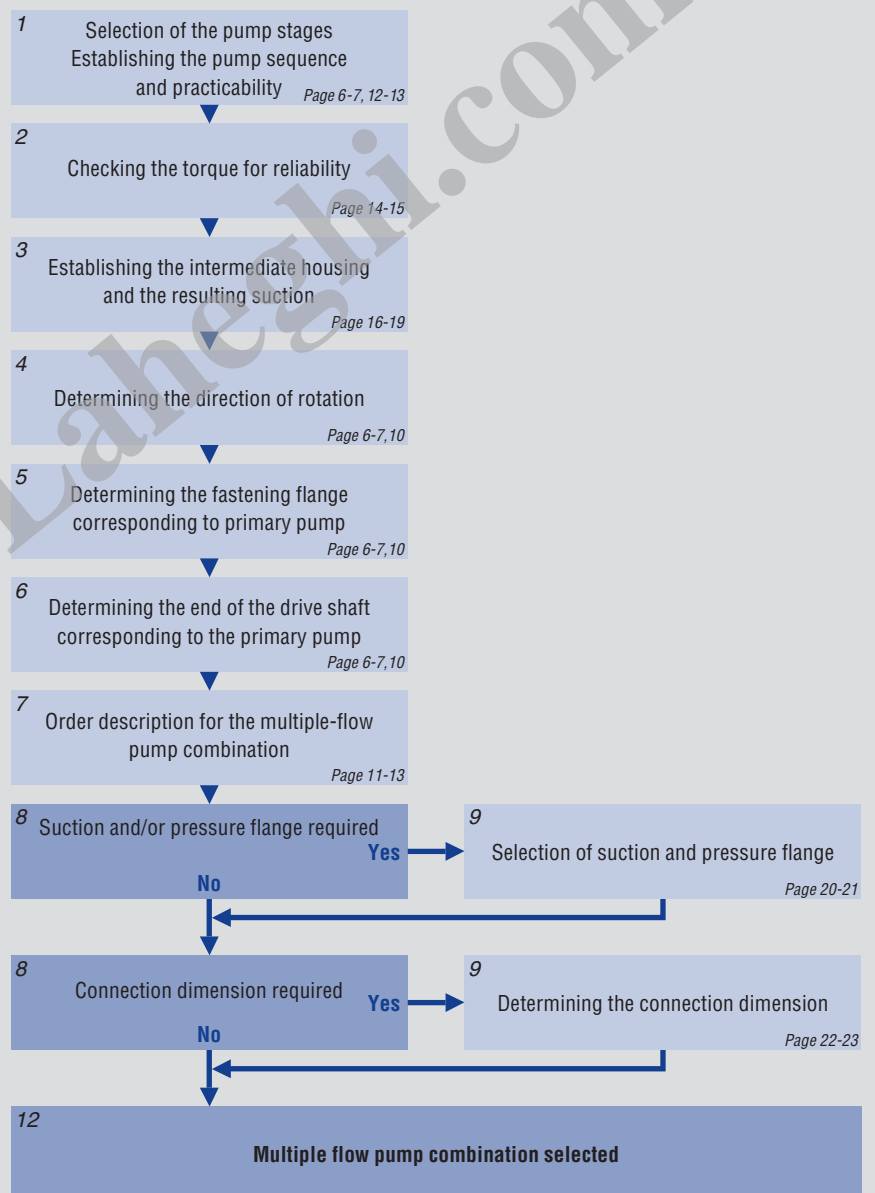 1
Selection of the pump stages
Establishing the pump sequence
and practicability
Page 6-7, 12-13
2
Checking the torque for reliability
Page 14-15
3
Establishing the intermediate housing
and the resulting suction
Page 16-19
4
Determining the direction of rotation
Page 6-7,10
5
Determining the fastening flange
corresponding to primary pump
Page 6-7,10
6
Determining the end of the drive shaft
corresponding to the primary pump
Page 6-7,10
7
Order description for the multiple-flow
pump combination
Page 11-13
8
Suction and/or pressure flange required
Yes
No
9
Selection of suction and pressure flange
Page 20-21
8
Connection dimension required
Yes
No
9
Determining the connection dimension
Page 22-23
12
Multiple flow pump combination selected
Laheghi.com